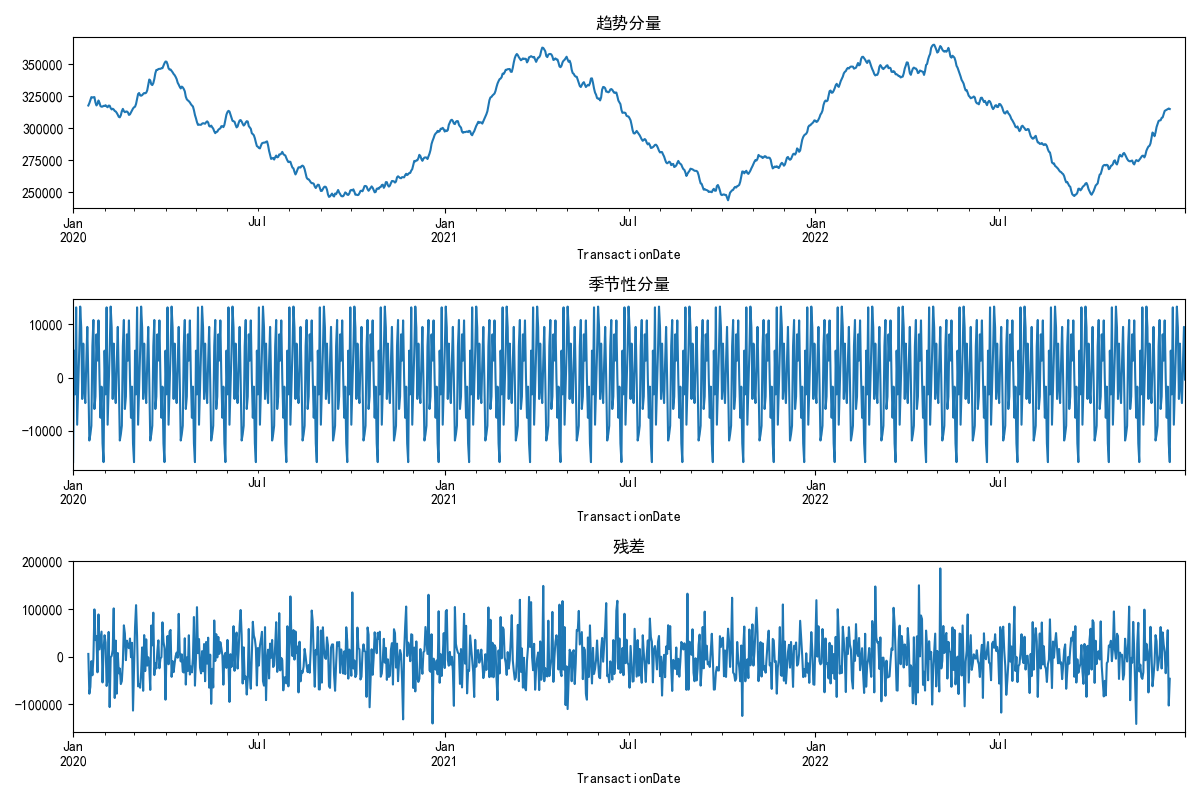 趋势分量
350000
325000
300000
275000
250000
Jan Jul Jan Jul Jan Jul
2020 2021 2022
TransactionDate
季节性分量
10000
0
−10000
Jan Jul Jan Jul Jan Jul
2020 2021 2022
TransactionDate
残差
200000
100000
0
−100000
Jan Jul Jan Jul Jan Jul
2020 2021 2022
TransactionDate